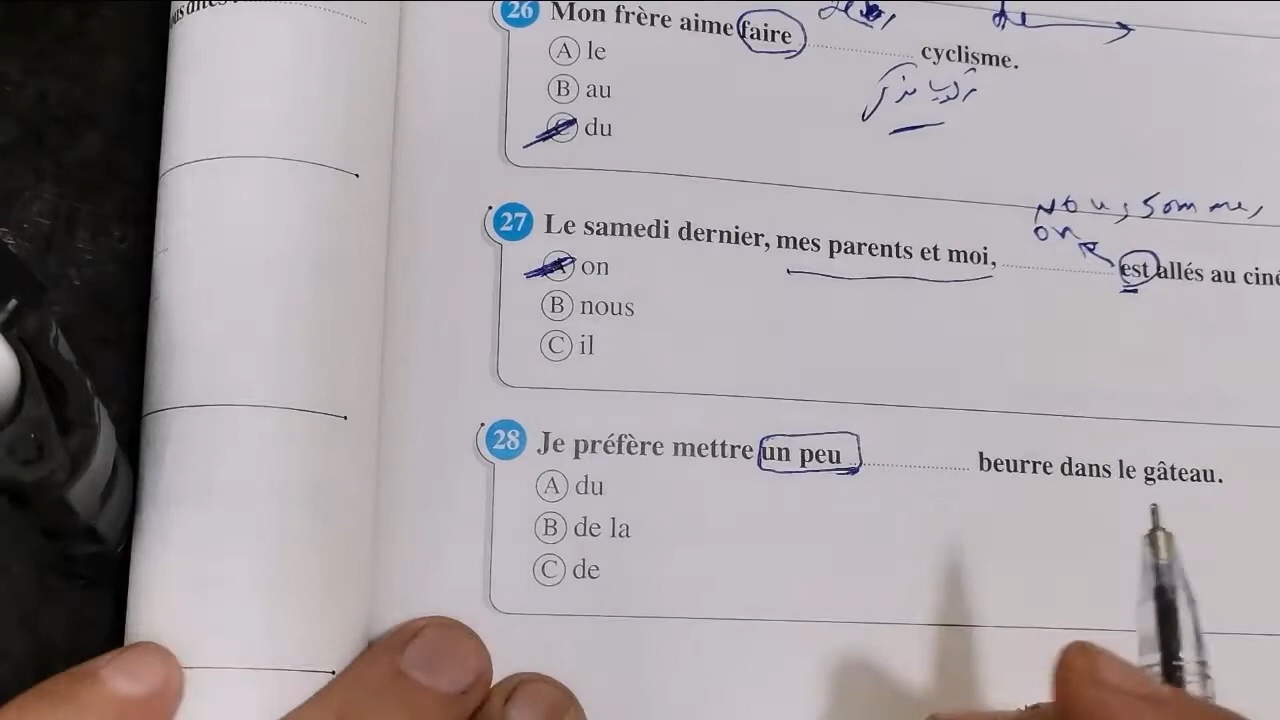 26 Mon frère aime faire .......... cyclisme.
A le
B au
C du
Nous sommes
on
27 Le samedi dernier, mes parents et moi, .......... est allés au ciné
A on
B nous
C il
28 Je préfère mettre un peu .......... beurre dans le gâteau.
A du
B de la
C de